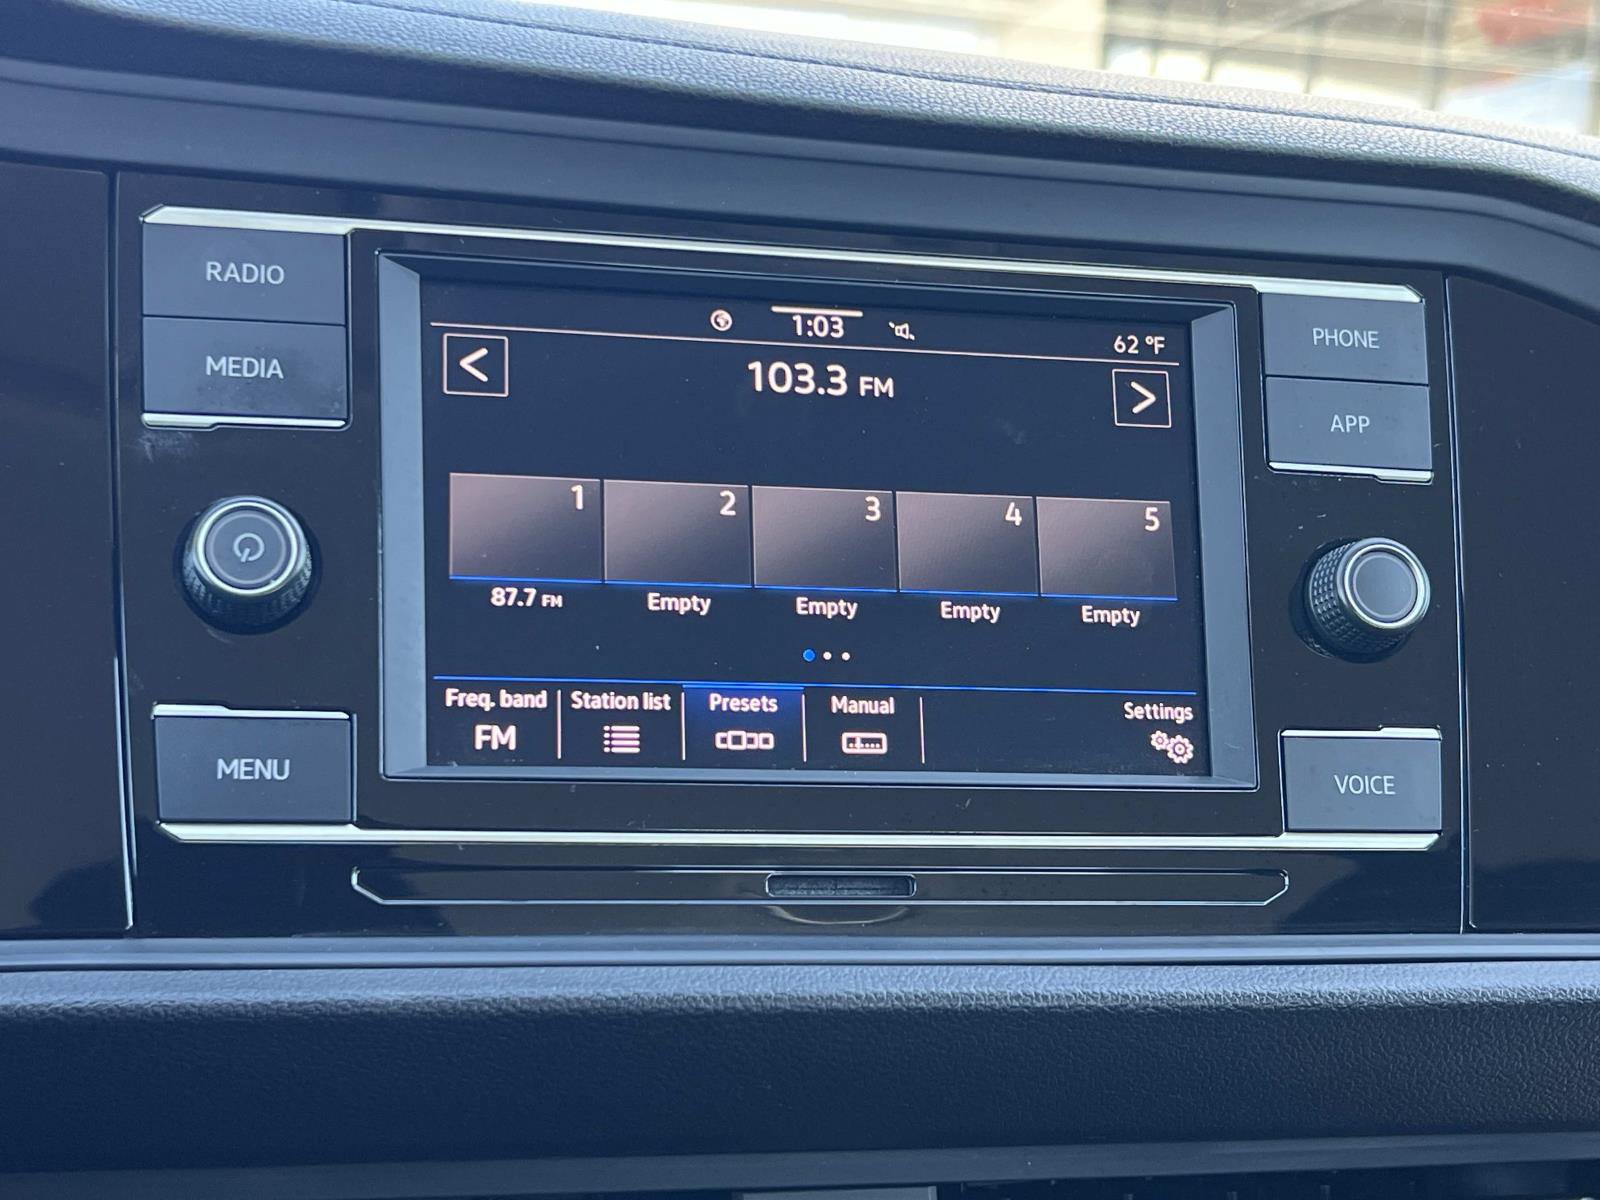 RADIO
MEDIA
MENU
1:03
62 °F
<
103.3 FM
>
1
2
3
4
5
87.7 FM
Empty
Empty
Empty
Empty
Freq. band
FM
Station list
Presets
Manual
Settings
PHONE
APP
VOICE